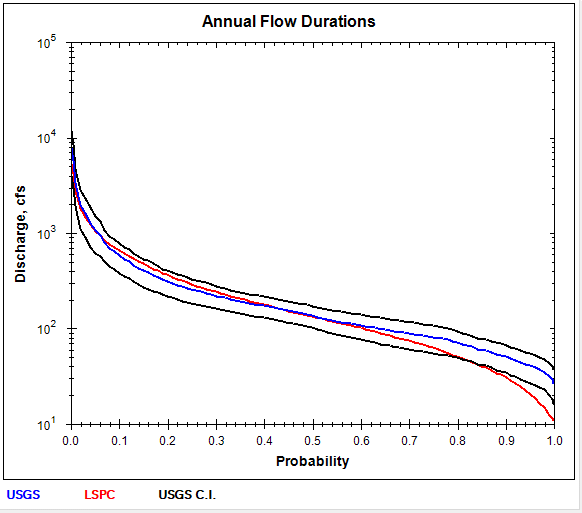 Annual Flow Durations
10^5
10^4
10^3
10^2
10^1
Discharge, cfs
0.0 0.1 0.2 0.3 0.4 0.5 0.6 0.7 0.8 0.9 1.0
Probability
USGS LSPC USGS C.I.